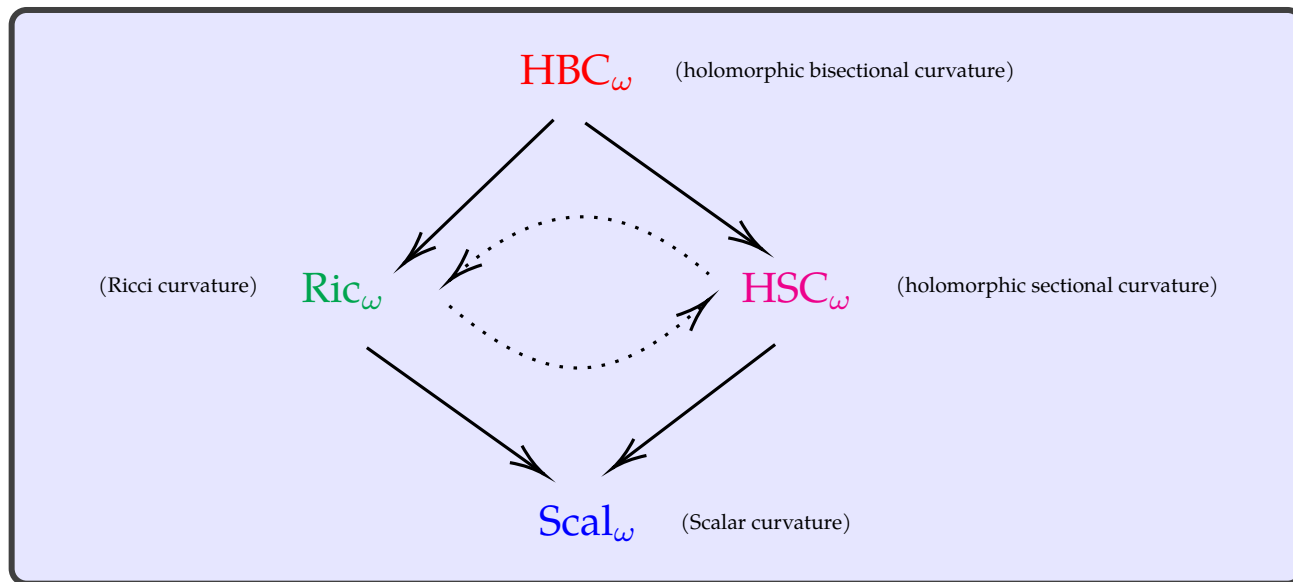 HBC_ω (holomorphic bisectional curvature)
(Ricci curvature) Ric_ω HSC_ω (holomorphic sectional curvature)
Scal_ω (Scalar curvature)